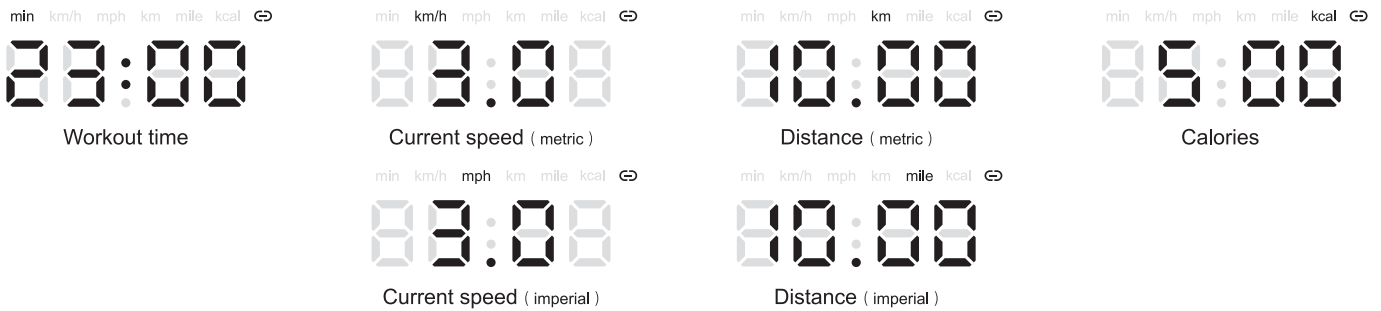 min km/h mph km mile kcal
23:00
Workout time
min km/h mph km mile kcal
3.0
Current speed ( metric )
min km/h mph km mile kcal
10.00
Distance ( metric )
min km/h mph km mile kcal
500
Calories
min km/h mph km mile kcal
3.0
Current speed ( imperial )
min km/h mph km mile kcal
10.00
Distance ( imperial )